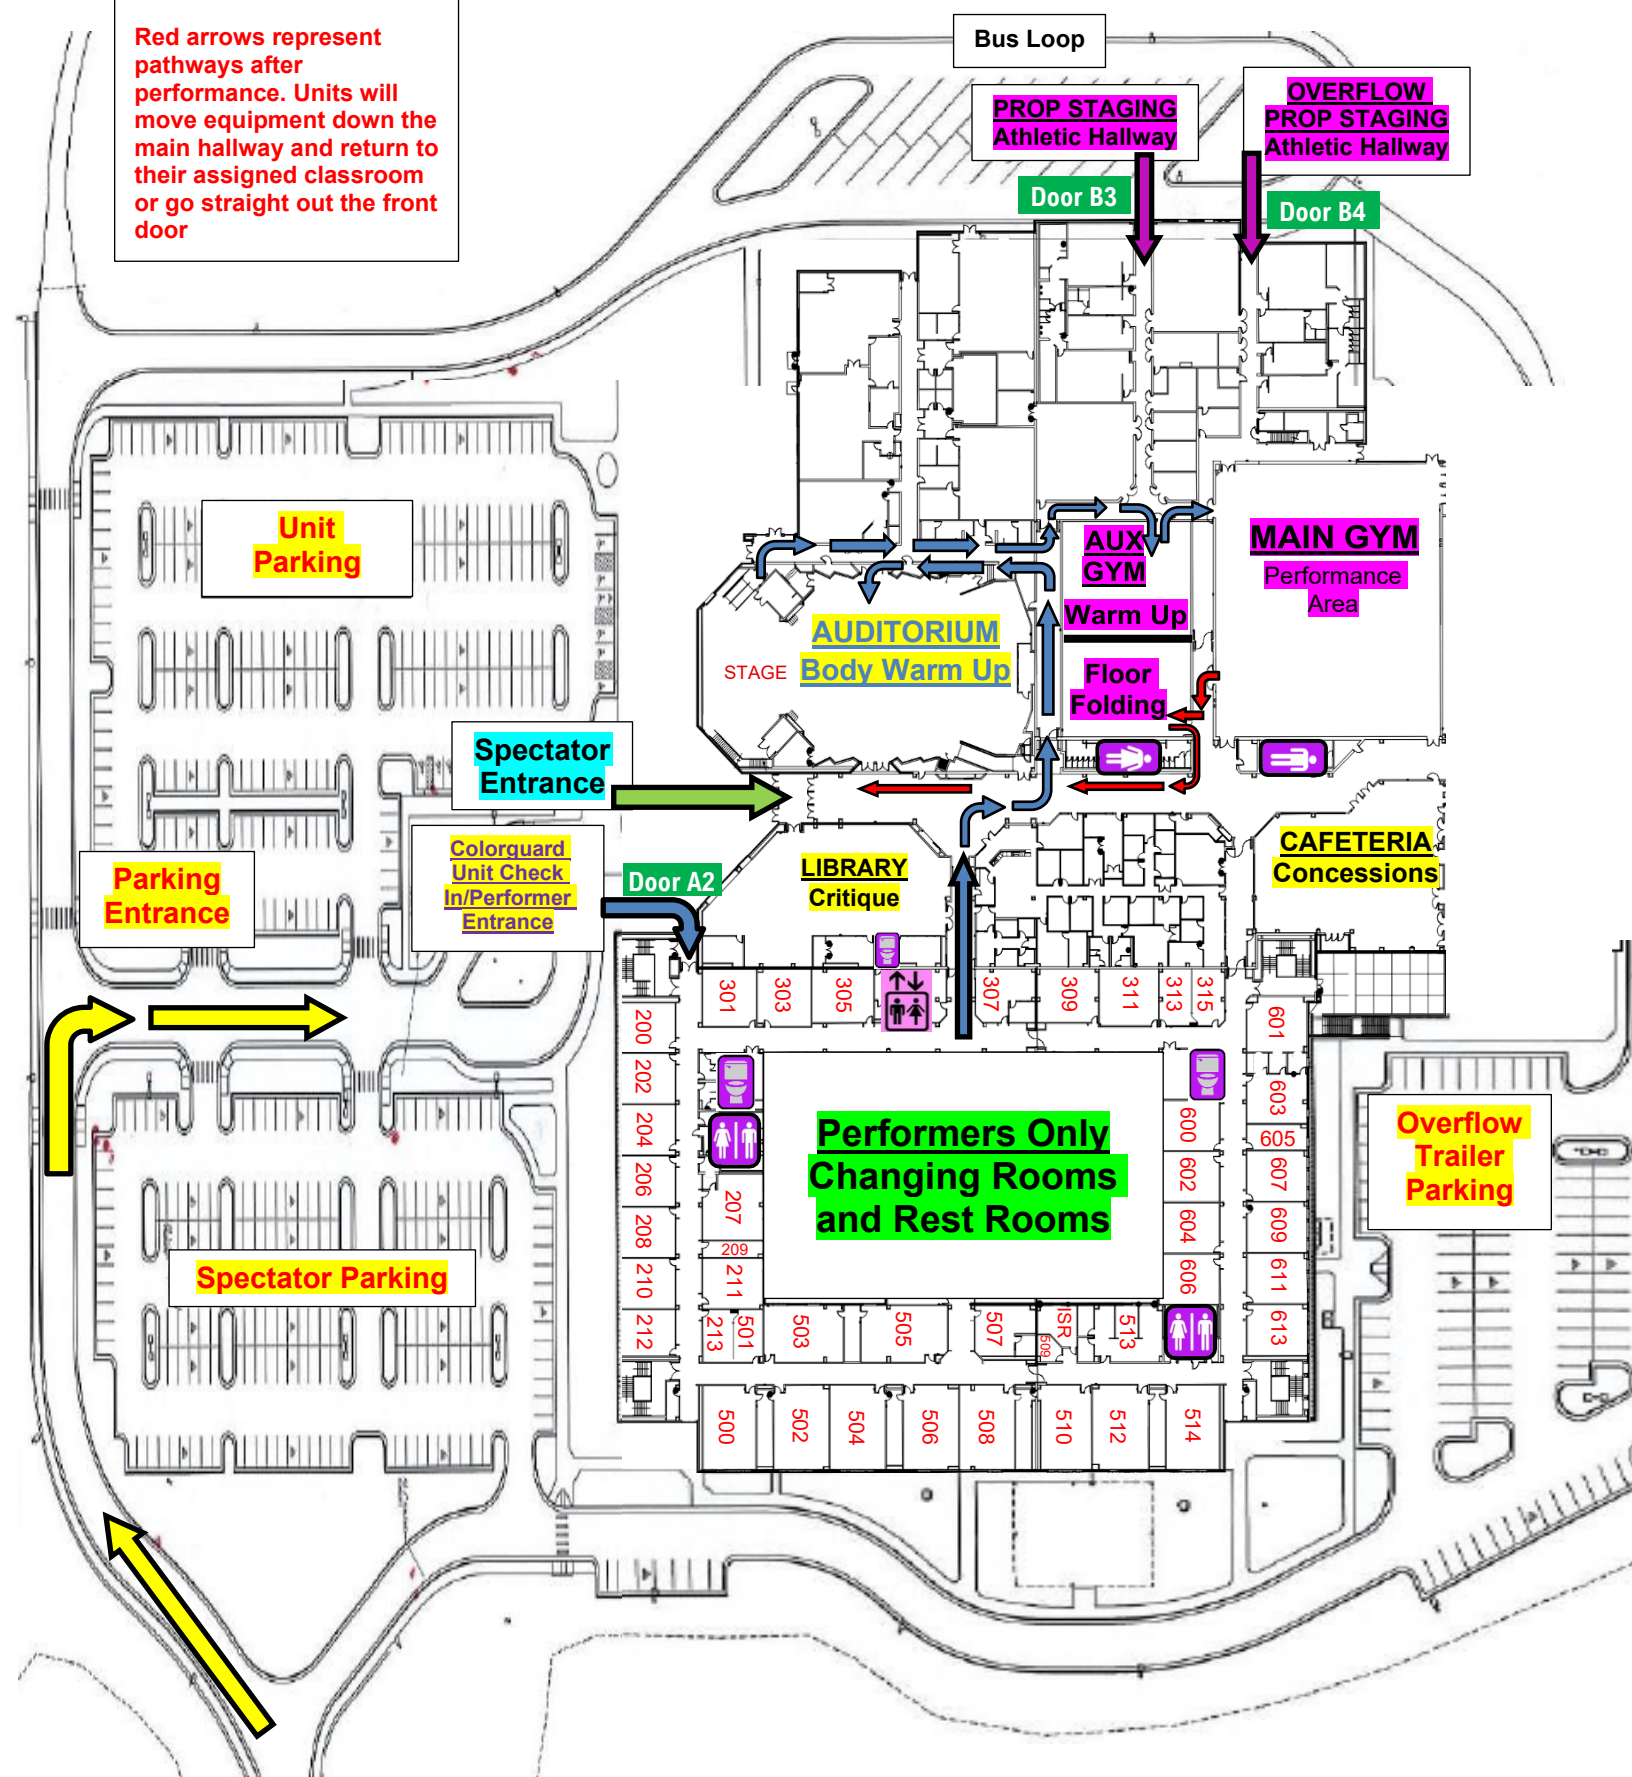 Red arrows represent
pathways after
performance. Units will
move equipment down the
main hallway and return to
their assigned classroom
or go straight out the front
door
Bus Loop
PROP STAGING
Athletic Hallway
OVERFLOW
PROP STAGING
Athletic Hallway
Door B3
Door B4
Unit
Parking
AUX
GYM
Warm Up
MAIN GYM
Performance
Area
AUDITORIUM
Body Warm Up
STAGE
Floor
Folding
Spectator
Entrance
Colorguard
Unit Check
In/Performer
Entrance
Door A2
LIBRARY
Critique
CAFETERIA
Concessions
Parking
Entrance
301
303
305
307
309
311
313
315
200
202
204
206
208
210
212
207
209
211
213
501
503
505
507
509
ISR
513
600
602
604
606
601
603
605
607
609
611
613
500
502
504
506
508
510
512
514
Performers Only
Changing Rooms
and Rest Rooms
Overflow
Trailer
Parking
Spectator Parking